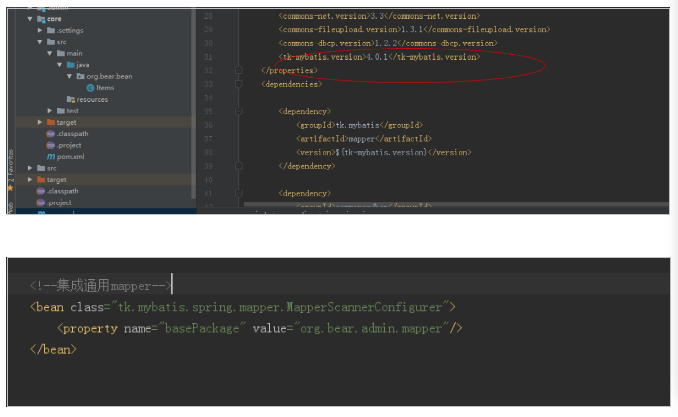 core
.settings
src
main
java
org.bear.bean
Items
resources
test
target
.classpath
.project
pom.xml
src
target
.classpath
.project
2: Favorites
28 <commons-net.version>3.3</commons-net.version>
29 <commons-fileupload.version>1.3.1</commons-fileupload.version>
30 <commons-dbcp.version>1.2.2</commons-dbcp.version>
31 <tk-mybatis.version>4.0.1</tk-mybatis.version>
32 </properties>
33 <dependencies>
34
35 <dependency>
36 <groupId>tk.mybatis</groupId>
37 <artifactId>mapper</artifactId>
38 <version>${tk-mybatis.version}</version>
39 </dependency>
40
41 <dependency>
<!--集成通用mapper-->
<bean class="tk.mybatis.spring.mapper.MapperScannerConfigurer">
<property name="basePackage" value="org.bear.admin.mapper"/>
</bean>